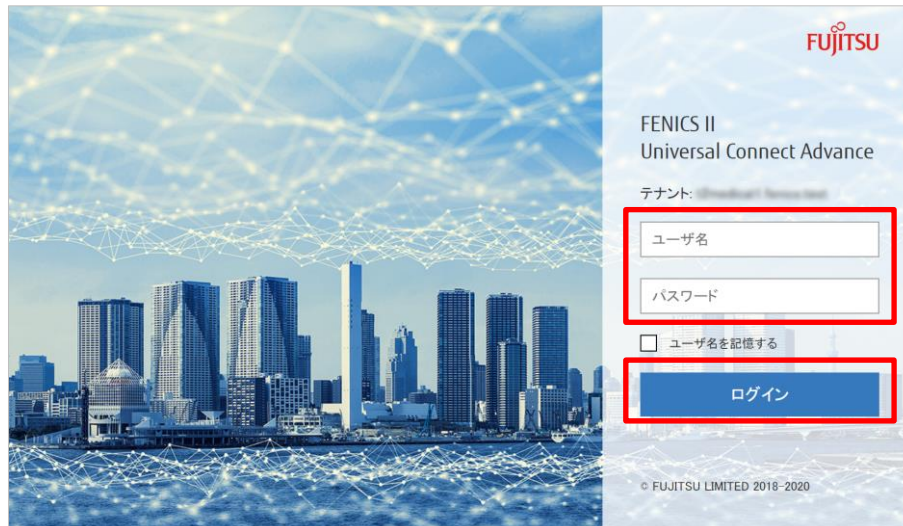 FUJITSU
FENICS II
Universal Connect Advance
テナント:
ユーザ名
パスワード
ユーザ名を記憶する
ログイン
© FUJITSU LIMITED 2018-2020